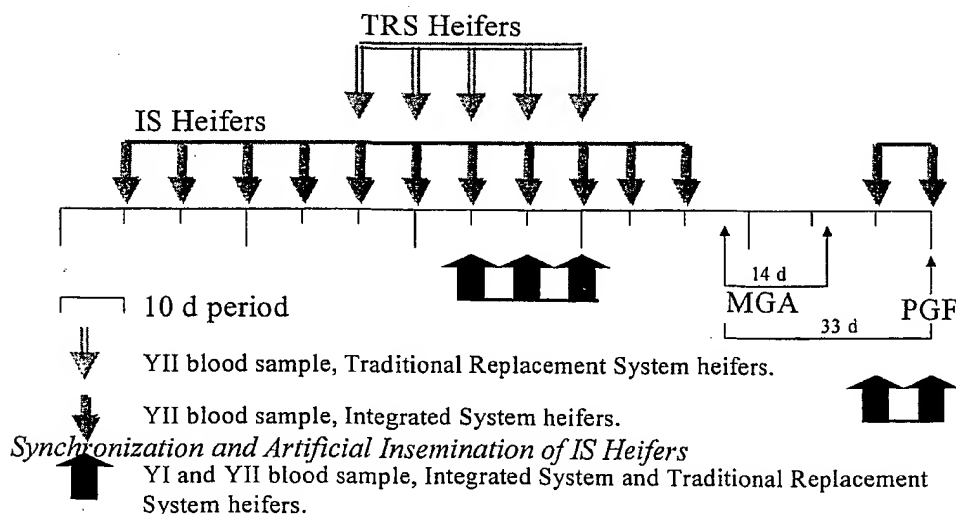 TRS Heifers
IS Heifers
14 d
MGA
PGF
33 d
10 d period
YII blood sample, Traditional Replacement System heifers.
YII blood sample, Integrated System heifers.
Synchronization and Artificial Insemination of IS Heifers
YI and YII blood sample, Integrated System and Traditional Replacement
System heifers.